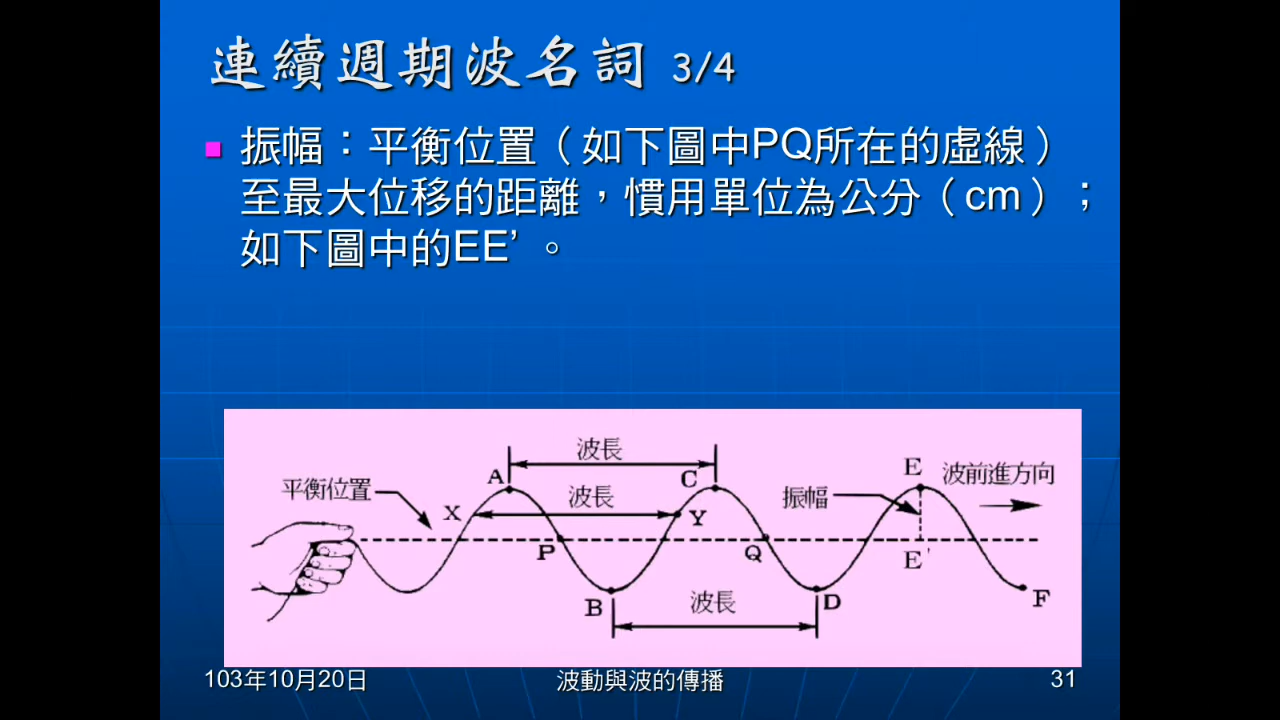 連續週期波名詞 3/4
振幅：平衡位置（如下圖中PQ所在的虛線）
至最大位移的距離，慣用單位為公分（cm）；
如下圖中的EE’ 。
波長
A
C
E
波前進方向
平衡位置
波長
振幅
X
Y
P
Q
E'
B
波長
D
F
103年10月20日
波動與波的傳播
31